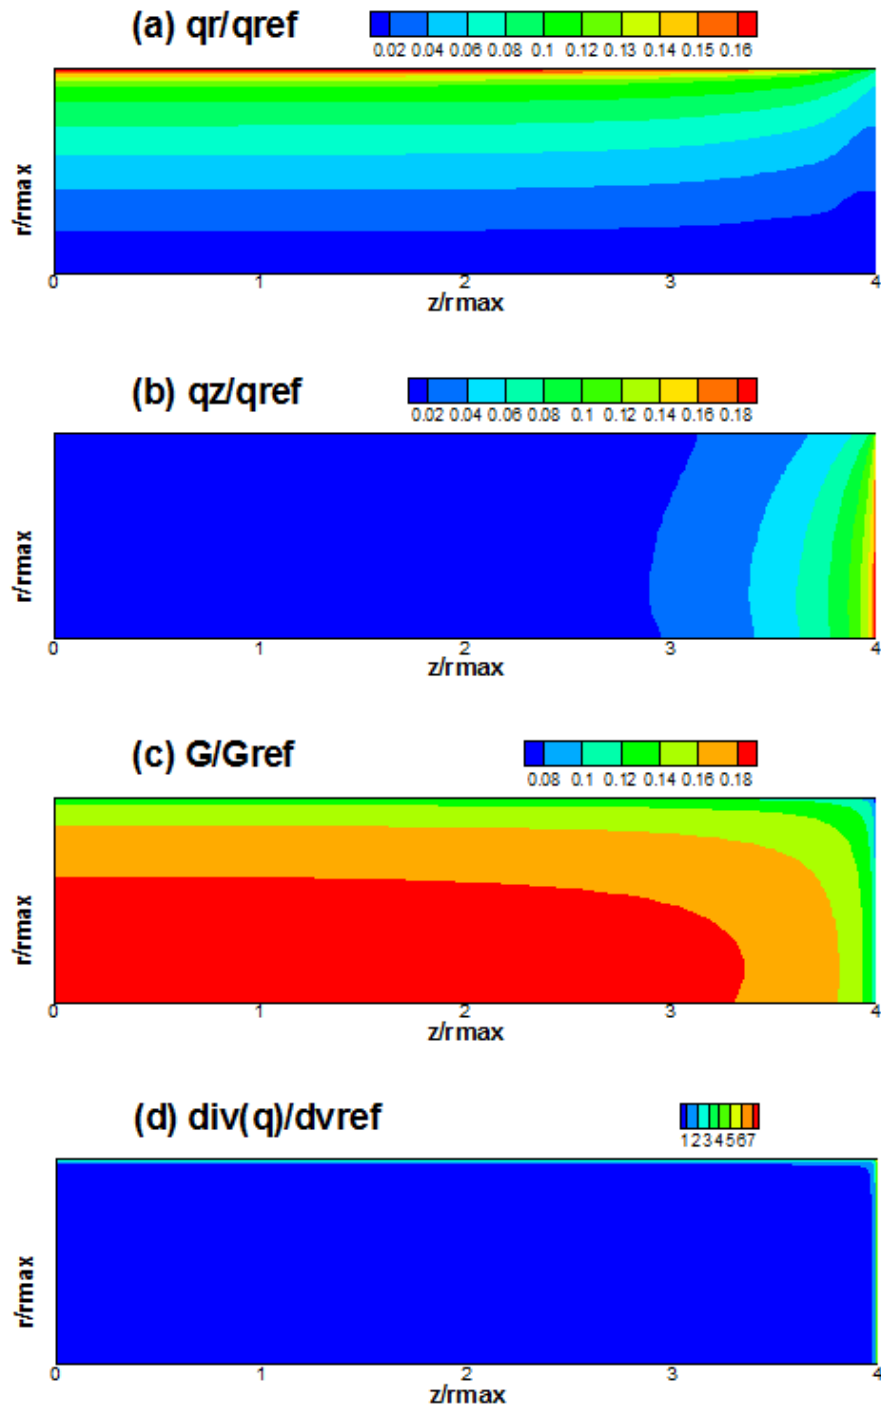 (a) qr/qref
0.02 0.04 0.06 0.08 0.1 0.12 0.13 0.14 0.15 0.16
r/rmax
0 1 2 3 4
z/rmax
(b) qz/qref
0.02 0.04 0.06 0.08 0.1 0.12 0.14 0.16 0.18
r/rmax
0 1 2 3 4
z/rmax
(c) G/Gref
0.08 0.1 0.12 0.14 0.16 0.18
r/rmax
0 1 2 3 4
z/rmax
(d) div(q)/dvref
1234567
r/rmax
0 1 2 3 4
z/rmax